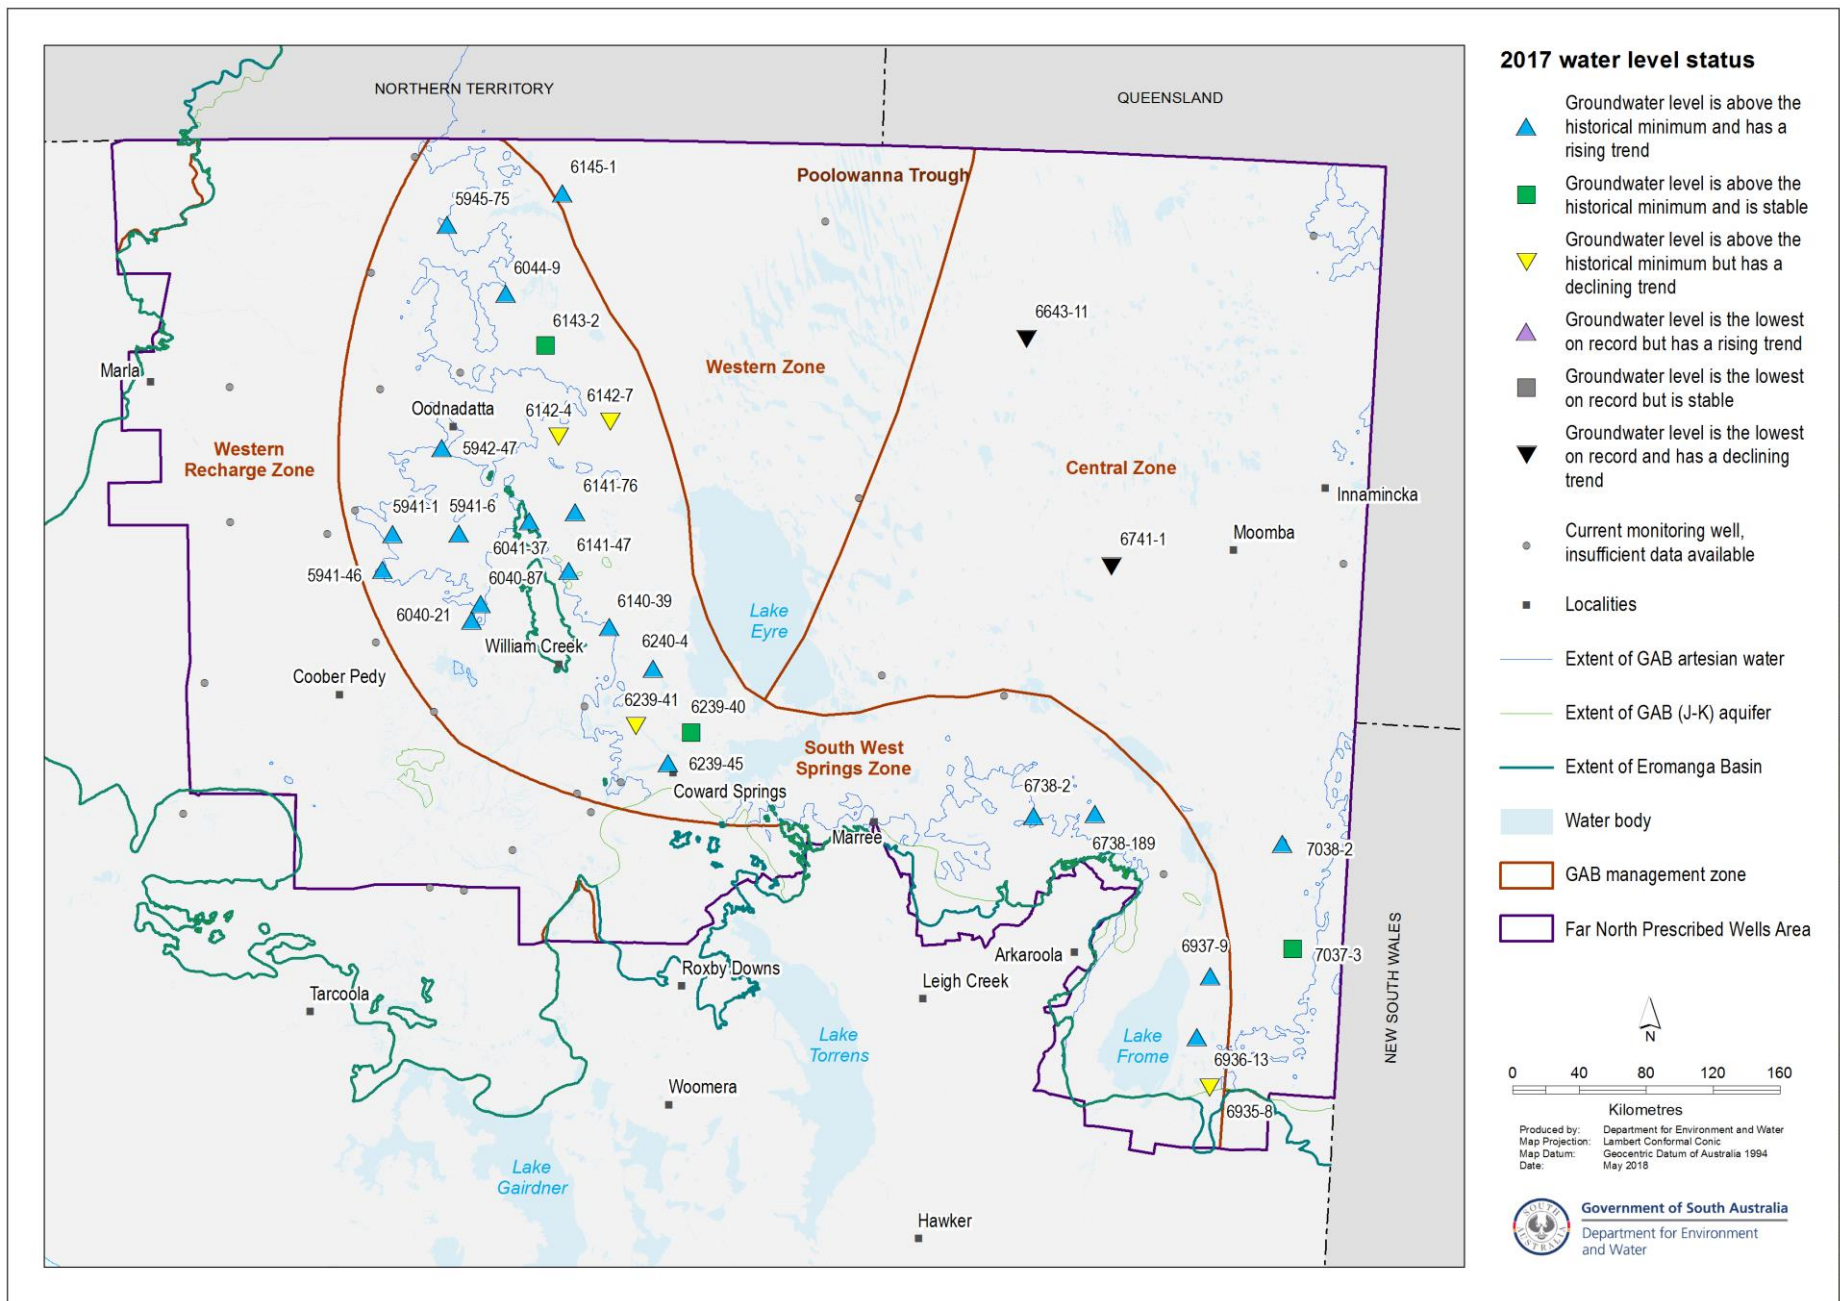 NORTHERN TERRITORY
QUEENSLAND
6145-1
Poolowanna Trough
5945-75
6044-9
6643-11
6143-2
Marla
Western Zone
6142-7
Oodnadatta
6142-4
Western
Recharge Zone
5942-47
Central Zone
6141-76
Innamincka
5941-1
5941-6
Moomba
6041-37
6141-47
6741-1
5941-46
6040-87
6140-39
Lake
Eyre
6040-21
6240-4
William Creek
Coober Pedy
6239-41
6239-40
South West
Springs Zone
6239-45
Coward Springs
6738-2
Marree
6738-189
7038-2
NEW SOUTH WALES
6937-9
Arkaroola
7037-3
Roxby Downs
Leigh Creek
Tarcoola
Lake
Torrens
Lake
Frome
6936-13
Woomera
6935-8
Lake
Gairdner
Hawker
2017 water level status
Groundwater level is above the
historical minimum and has a
rising trend
Groundwater level is above the
historical minimum and is stable
Groundwater level is above the
historical minimum but has a
declining trend
Groundwater level is the lowest
on record but has a rising trend
Groundwater level is the lowest
on record but is stable
Groundwater level is the lowest
on record and has a declining
trend
Current monitoring well,
insufficient data available
Localities
Extent of GAB artesian water
Extent of GAB (J-K) aquifer
Extent of Eromanga Basin
Water body
GAB management zone
Far North Prescribed Wells Area
N
0 40 80 120 160
Kilometres
Produced by: Department for Environment and Water
Map Projection: Lambert Conformal Conic
Map Datum: Geocentric Datum of Australia 1994
Date: May 2018
SOUTH AUSTRALIA
Government of South Australia
Department for Environment
and Water